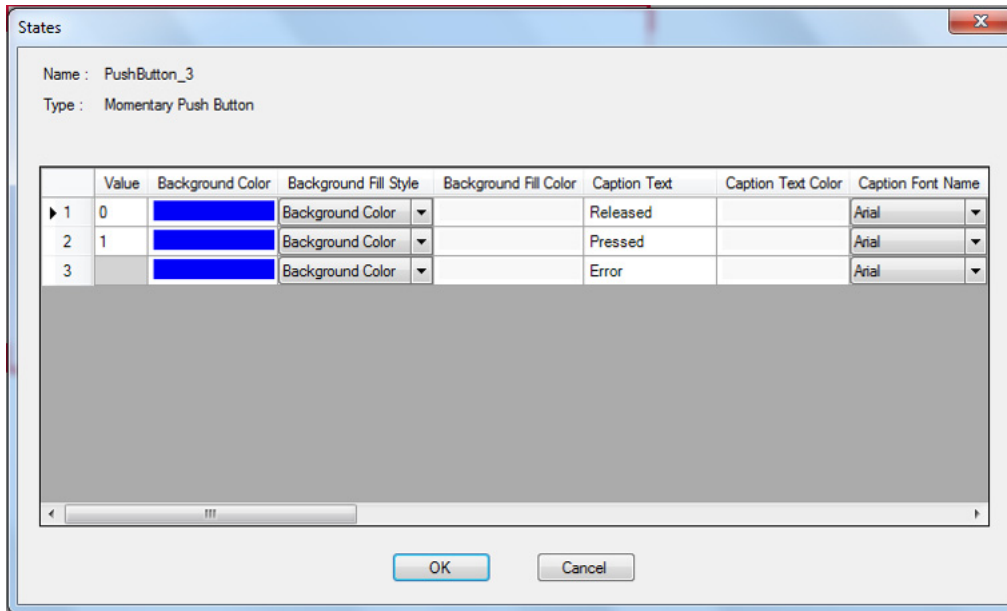 States
Name : PushButton_3
Type : Momentary Push Button
Value Background Color Background Fill Style Background Fill Color Caption Text Caption Text Color Caption Font Name
1 0 Background Color Released Arial
2 1 Background Color Pressed Arial
3 Background Color Error Arial
OK Cancel